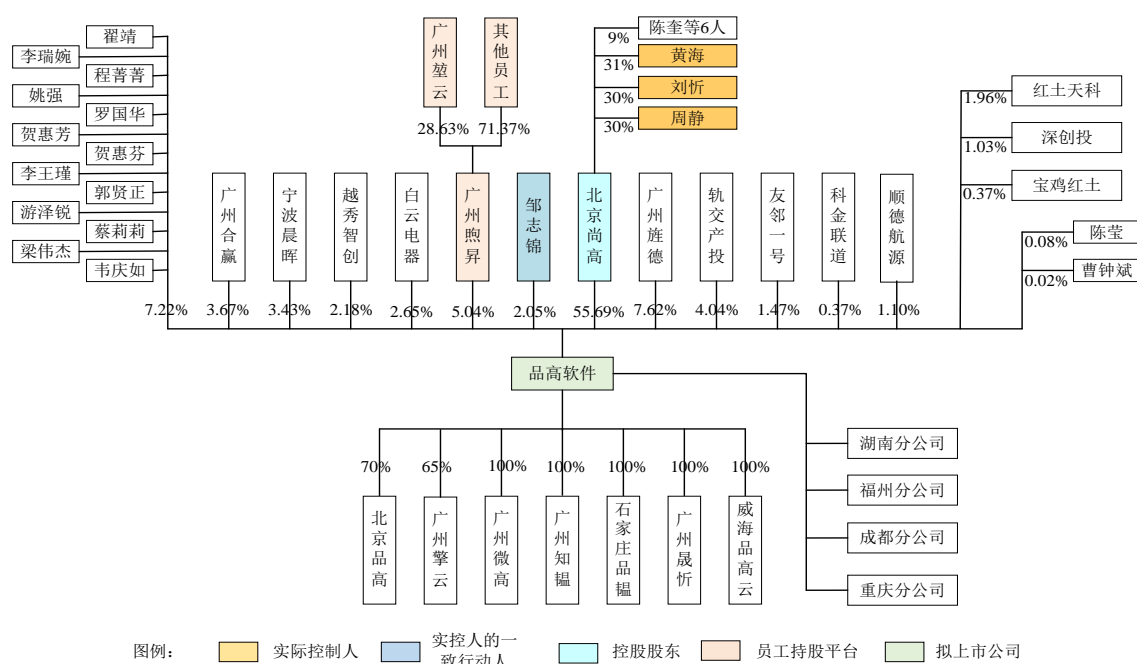 翟靖
李瑞婉
程菁菁
姚强
罗国华
贺惠芳
贺惠芬
李王瑾
郭贤正
游泽锐
蔡莉莉
梁伟杰
韦庆如
7.22%
广州堃云
其他员工
28.63%
71.37%
陈奎等6人
9%
黄海
31%
刘忻
30%
周静
30%
红土天科
1.96%
深创投
1.03%
宝鸡红土
0.37%
陈莹
0.08%
曹钟斌
0.02%
广州合赢
宁波晨晖
越秀智创
白云电器
广州煦昇
邹志锦
北京尚高
广州旌德
轨交产投
友邻一号
科金联道
顺德航源
3.67%
3.43%
2.18%
2.65%
5.04%
2.05%
55.69%
7.62%
4.04%
1.47%
0.37%
1.10%
品高软件
70%
65%
100%
100%
100%
100%
100%
北京品高
广州擎云
广州微高
广州知韫
石家庄品韫
广州晟忻
威海品高云
湖南分公司
福州分公司
成都分公司
重庆分公司
图例：
实际控制人
实控人的一
致行动人
控股股东
员工持股平台
拟上市公司